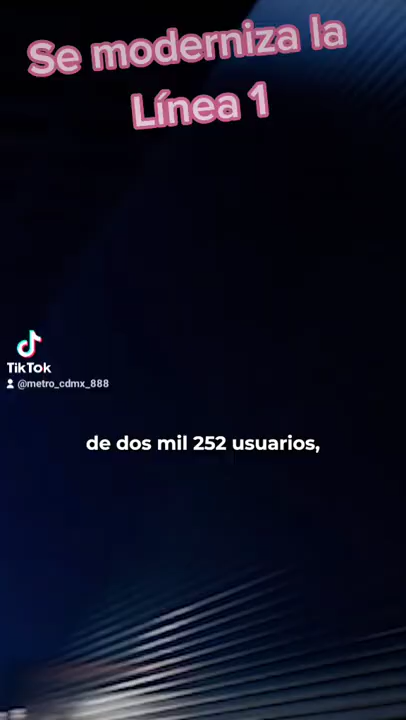 Se moderniza la
Línea 1
TikTok
@metro_cdmx_888
de dos mil 252 usuarios,